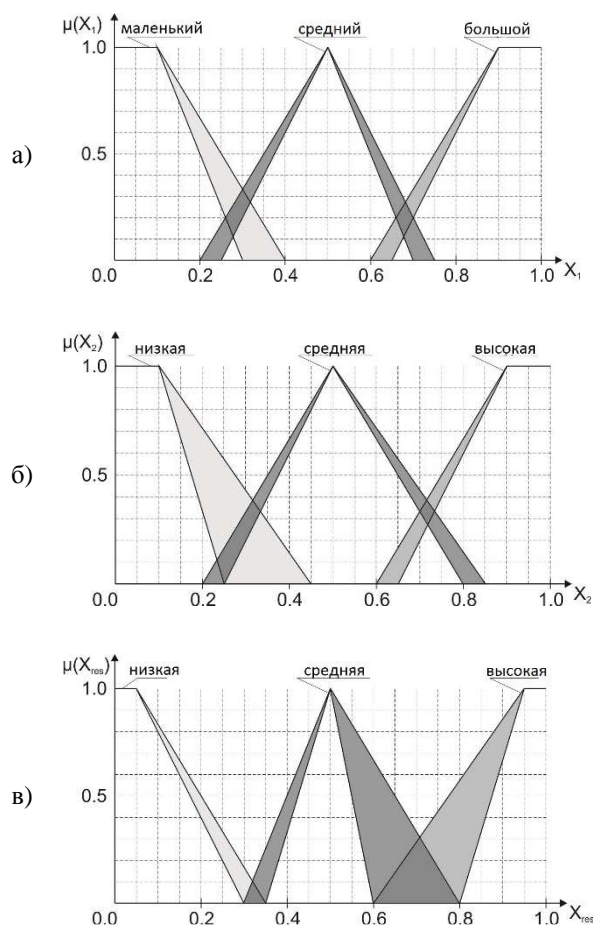 μ(X₁) маленький средний большой
1.0
а) 0.5
0.0 0.2 0.4 0.6 0.8 1.0 X₁
μ(X₂) низкая средняя высокая
1.0
б) 0.5
0.0 0.2 0.4 0.6 0.8 1.0 X₂
μ(Xres) низкая средняя высокая
1.0
0.5
в)
0.0 0.2 0.4 0.6 0.8 1.0 Xres